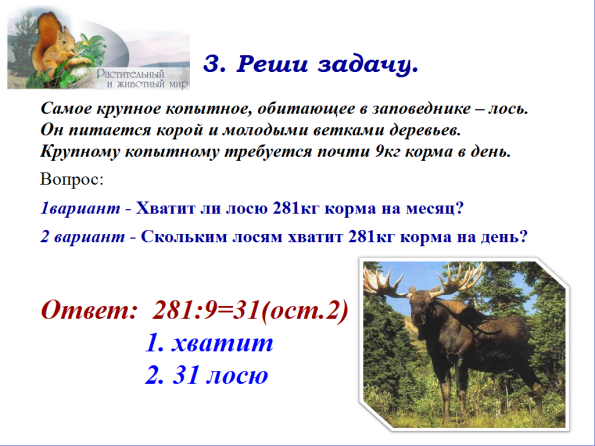 Растительный
и животный мир
3. Реши задачу.
Самое крупное копытное, обитающее в заповеднике – лось.
Он питается корой и молодыми ветками деревьев.
Крупному копытному требуется почти 9кг корма в день.
Вопрос:
1вариант - Хватит ли лосю 281кг корма на месяц?
2 вариант - Скольким лосям хватит 281кг корма на день?
Ответ: 281:9=31(ост.2)
1. хватит
2. 31 лосю